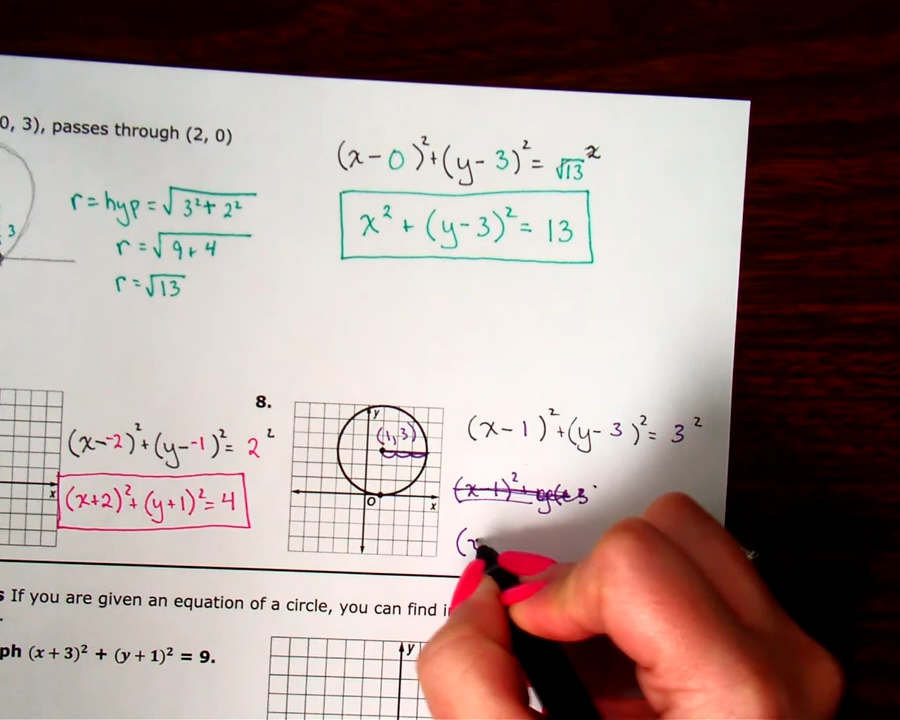 0, 3), passes through (2, 0)
(x-0)²+(y-3)²=√13²
r=hyp=√3²+2²
x²+(y-3)²=13
3
r=√9+4
r=√13
8.
y
(1,3)
(x-1)²+(y-3)²=3²
(x--2)²+(y--1)²=2²
(x-1)²+
x
O
x
(x+2)²+(y+1)²=4
(x
s If you are given an equation of a circle, you can find i
.
ph (x+3)² + (y+1)² = 9.
y